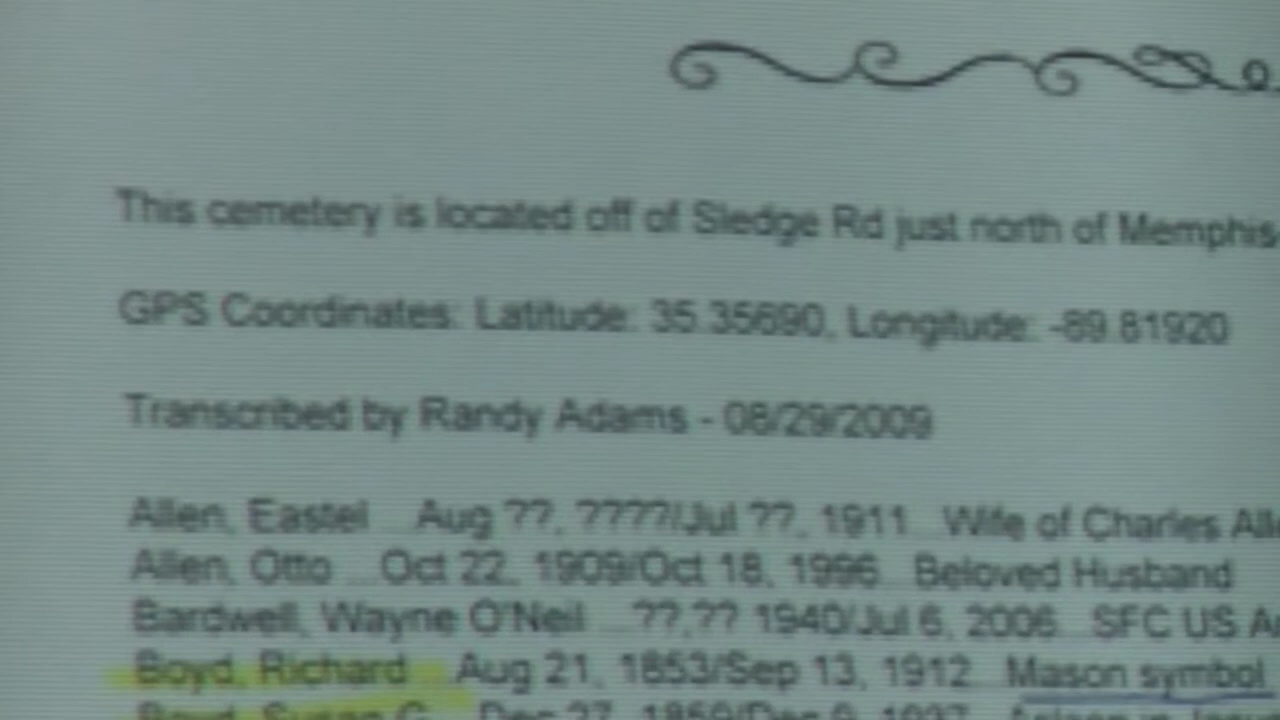 This cemetery is located off of Sledge Rd just north of Memphis
GPS Coordinates: Latitude: 35.35690, Longitude: -89.81920
Transcribed by Randy Adams - 08/29/2009
Allen, Eastel Aug ??, ????/Jul ??, 1911 Wife of Charles
Allen, Otto Oct 22, 1909/Oct 18, 1996 Beloved Husband
Bardwell, Wayne O'Neil ??,?? 1940/Jul 6, 2006 SFC US
Boyd, Richard Aug 21, 1853/Sep 13, 1912 Mason symbol
Boyd, Susan G